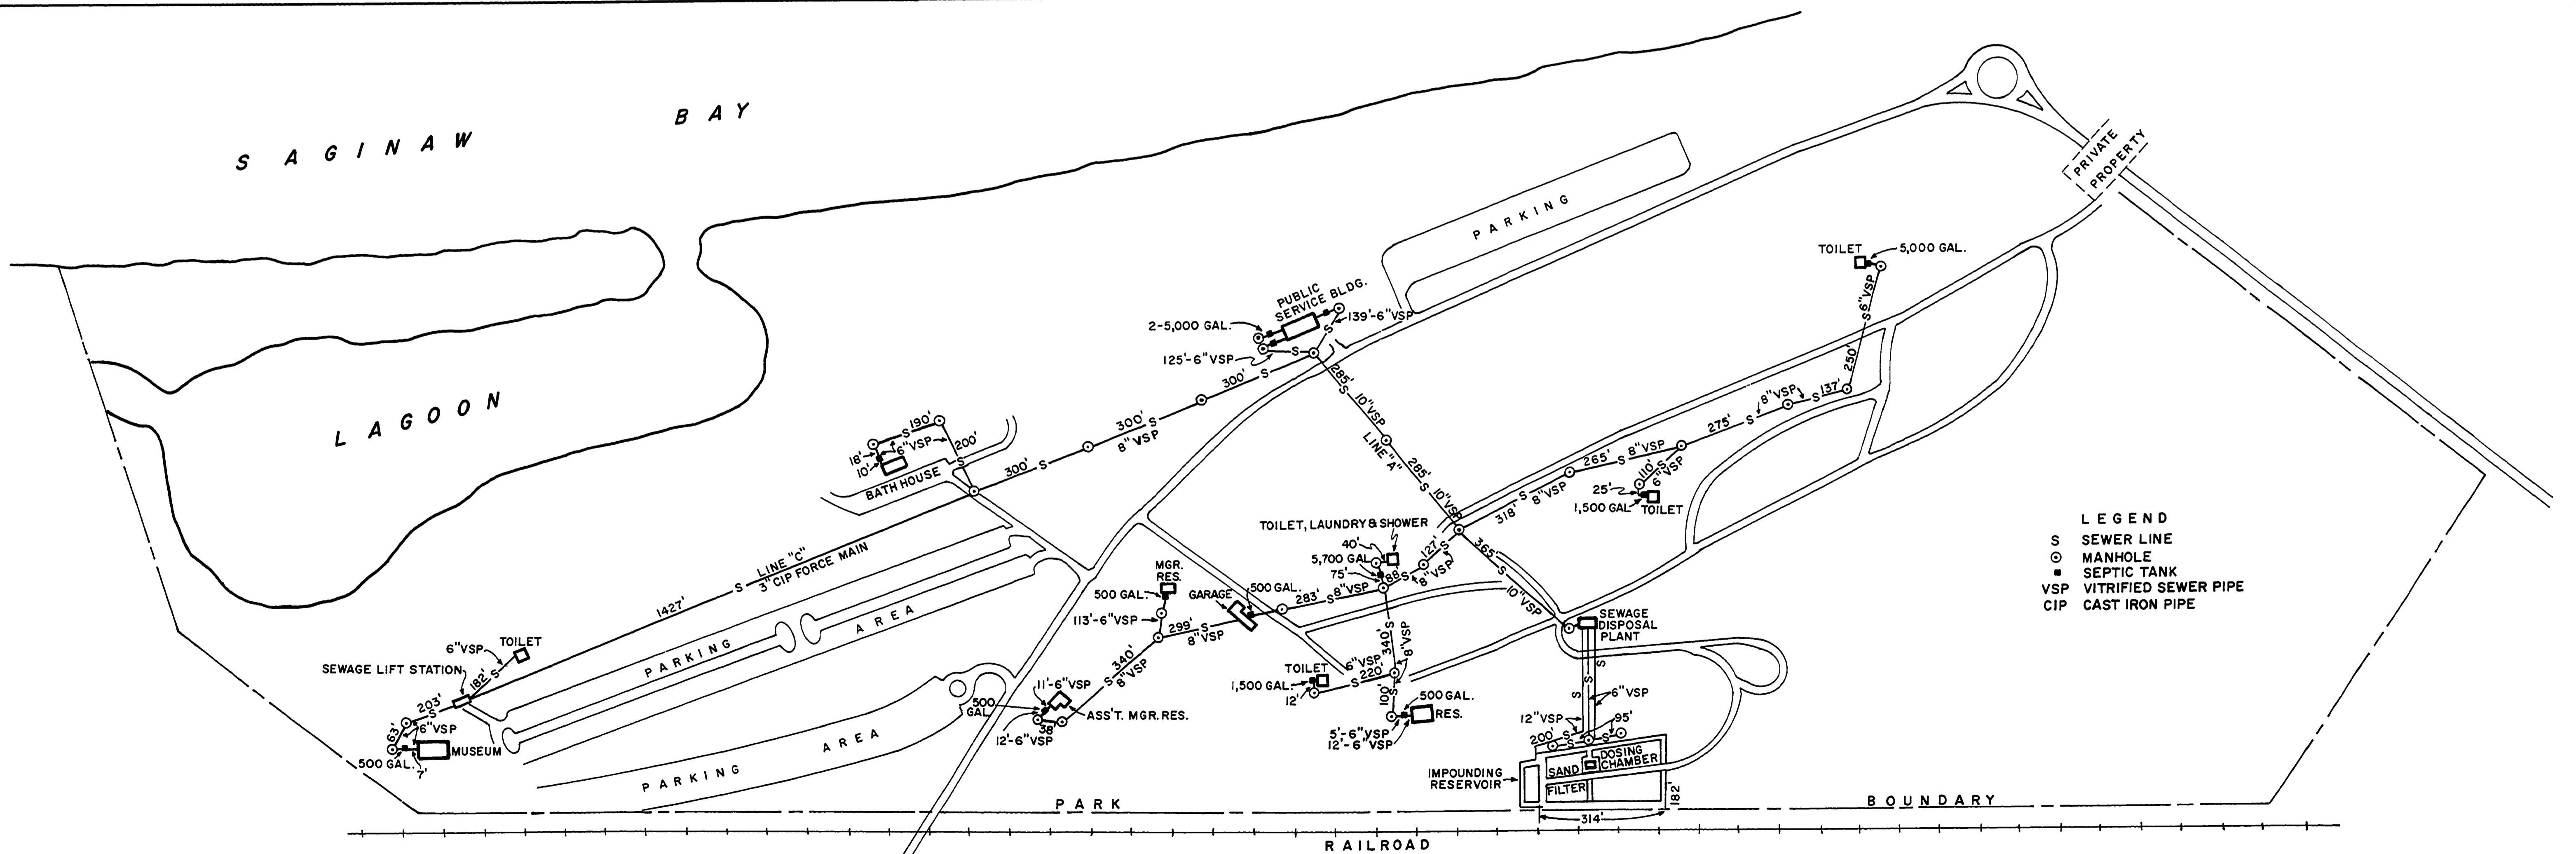 SAGINAW BAY
LAGOON
PRIVATE
PROPERTY
PARKING
TOILET
5,000 GAL.
6"VSP
S
250'
137'
8"VSP
S
275'
S
8"VSP
S
265'
110'
S
6"VSP
25'
1,500 GAL.
TOILET
8"VSP
S
318'
PUBLIC
SERVICE BLDG.
2-5,000 GAL.
139'-6"VSP
S
125'-6"VSP
S
300'
S
300'
S
8"VSP
300'
S
285'
S
10"VSP
LINE "A"
285'
S
10"VSP
190'
S
6"VSP
200'
S
18'
10'
BATH HOUSE
LINE "C"
3" CIP FORCE MAIN
S
1427'
TOILET, LAUNDRY & SHOWER
40'
5,700 GAL.
75'
88'
S
8"VSP
127'
S
365'
S
10"VSP
MGR.
RES.
500 GAL.
113'-6"VSP
GARAGE
500 GAL.
283'
S
8"VSP
299'
S
8"VSP
340'
S
8"VSP
340'
S
8"VSP
SEWAGE
DISPOSAL
PLANT
S
S
S
6"VSP
TOILET
6"VSP
220'
S
1,500 GAL.
12'
100'
S
500 GAL.
RES.
5'-6"VSP
12'-6"VSP
11'-6"VSP
500
GAL.
ASS'T. MGR. RES.
38'
12'-6"VSP
6"VSP
TOILET
SEWAGE LIFT STATION
182'
S
203'
S
63'
6"VSP
MUSEUM
500 GAL.
7'
PARKING AREA
PARKING AREA
12"VSP
95'
200'
S
S
S
S
DOSING
CHAMBER
SAND
FILTER
IMPOUNDING
RESERVOIR
182'
314'
PARK BOUNDARY
RAILROAD
LEGEND
S SEWER LINE
MANHOLE
SEPTIC TANK
VSP VITRIFIED SEWER PIPE
CIP CAST IRON PIPE